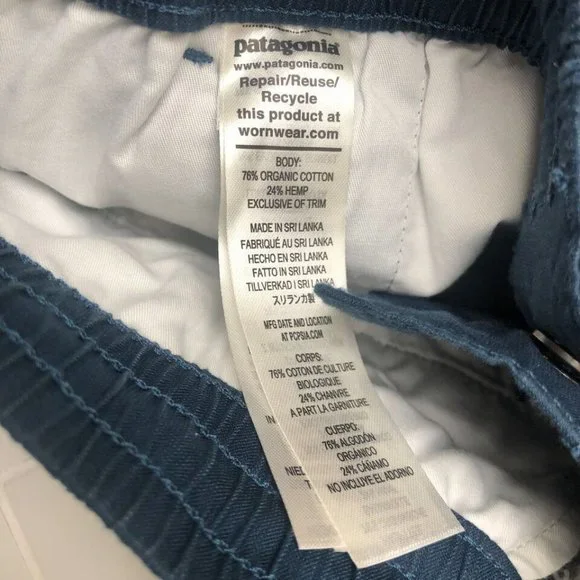 patagonia
www.patagonia.com
Repair/Reuse/
Recycle
this product at
wornwear.com
BODY:
76% ORGANIC COTTON
24% HEMP
EXCLUSIVE OF TRIM
MADE IN SRI LANKA
FABRIQUÉ AU SRI LANKA
HECHO EN SRI LANKA
FATTO IN SRI LANKA
TILLVERKAD I SRI LANKA
スリランカ製
MFG DATE AND LOCATION
AT PCPSIA.COM
CORPS:
76% COTON DE CULTURE
BIOLOGIQUE
24% CHANVRE
A PART LA GARNITURE
CUERPO:
76% ALGODÓN
ORGÁNICO
24% CAÑAMO
NO INCLUYE EL ADORNO
IN
NIE